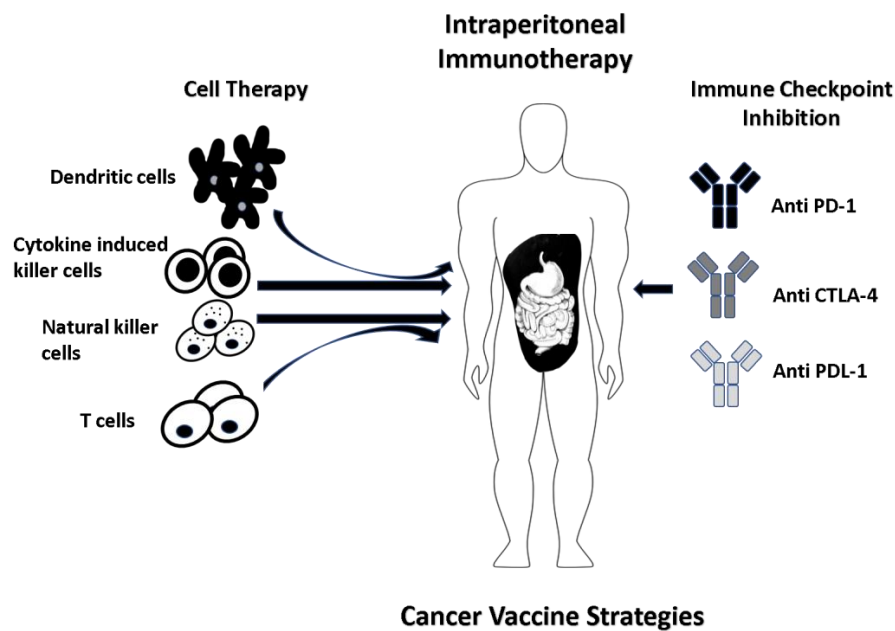 Intraperitoneal
Immunotherapy
Cell Therapy
Dendritic cells
Cytokine induced
killer cells
Natural killer
cells
T cells
Immune Checkpoint
Inhibition
Anti PD-1
Anti CTLA-4
Anti PDL-1
Cancer Vaccine Strategies